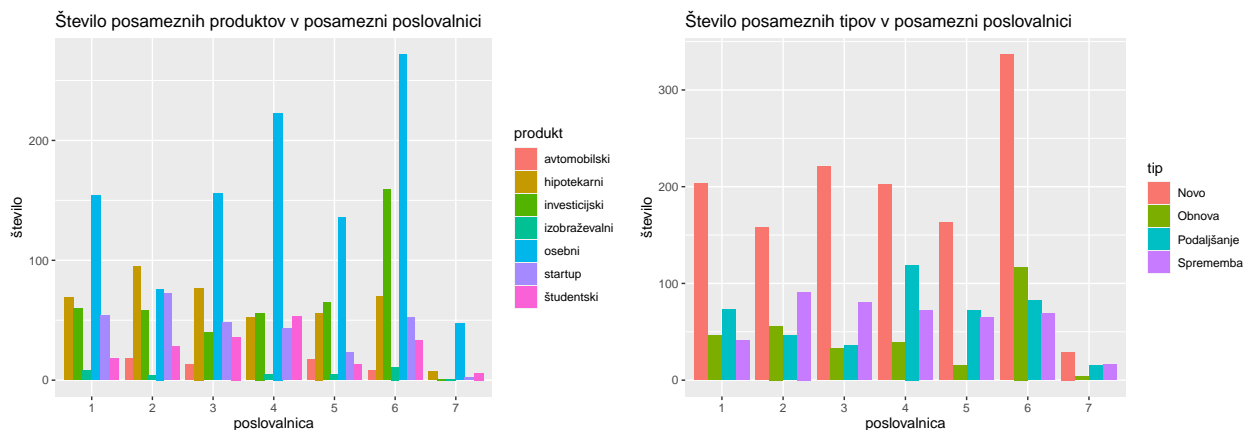 Število posameznih produktov v posamezni poslovalnici
število
200
100
0
1 2 3 4 5 6 7
poslovalnica
produkt
avtomobilski
hipotekarni
investicijski
izobraževalni
osebni
startup
študentski
Število posameznih tipov v posamezni poslovalnici
število
300
200
100
0
1 2 3 4 5 6 7
poslovalnica
tip
Novo
Obnova
Podaljšanje
Sprememba